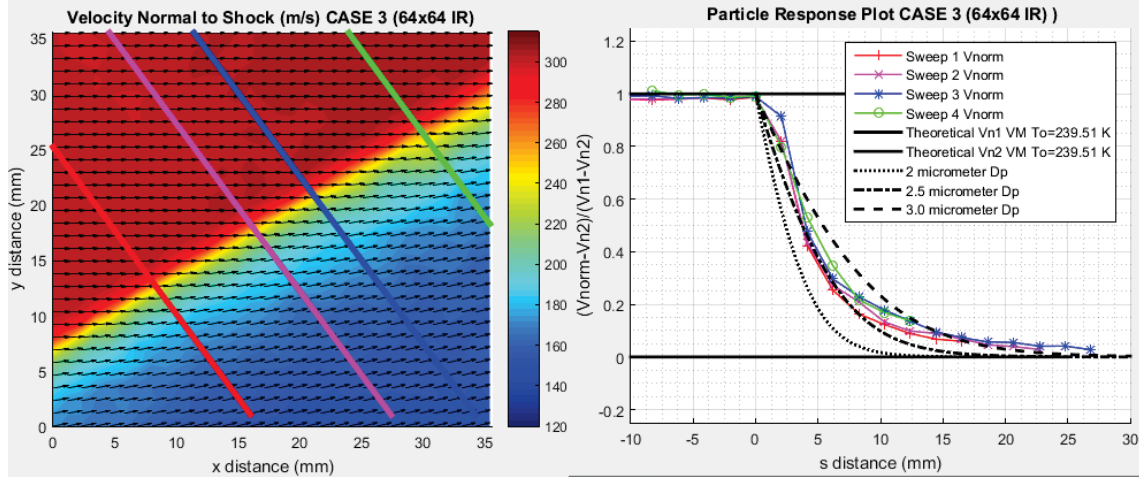 Velocity Normal to Shock (m/s) CASE 3 (64x64 IR)
y distance (mm)
35
30
25
20
15
10
5
0
0 5 10 15 20 25 30 35
x distance (mm)
300
280
260
240
220
200
180
160
140
120
Particle Response Plot CASE 3 (64x64 IR) )
(Vnorm-Vn2)/(Vn1-Vn2)
1.2
1
0.8
0.6
0.4
0.2
0
-0.2
-10 -5 0 5 10 15 20 25 30
s distance (mm)
Sweep 1 Vnorm
Sweep 2 Vnorm
Sweep 3 Vnorm
Sweep 4 Vnorm
Theoretical Vn1 VM To=239.51 K
Theoretical Vn2 VM To=239.51 K
2 micrometer Dp
2.5 micrometer Dp
3.0 micrometer Dp